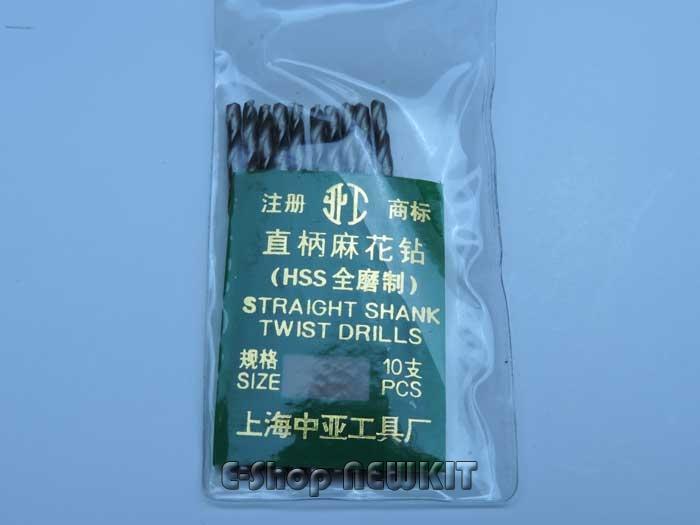 注册 商标
直柄麻花钻
(HSS全磨制)
STRAIGHT SHANK
TWIST DRILLS
规格 10支
SIZE PCS
上海中亚工具厂
E-Shop-NEWKIT